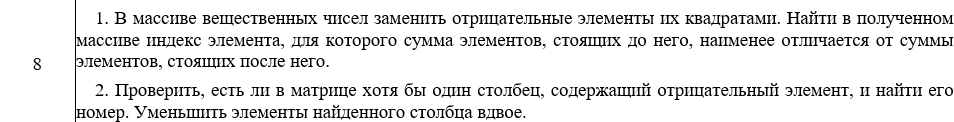 1. В массиве вещественных чисел заменить отрицательные элементы их квадратами. Найти в полученном
массиве индекс элемента, для которого сумма элементов, стоящих до него, наименее отличается от суммы
8
элементов, стоящих после него.
2. Проверить, есть ли в матрице хотя бы один столбец, содержащий отрицательный элемент, и найти его
номер. Уменьшить элементы найденного столбца вдвое.